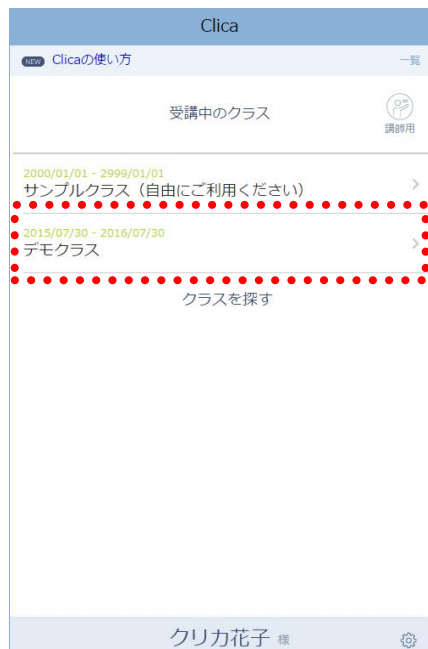 Clica
NEW Clicaの使い方 一覧
受講中のクラス
講師用
2000/01/01 - 2999/01/01
サンプルクラス（自由にご利用ください）
2015/07/30 - 2016/07/30
デモクラス
クラスを探す
クリカ花子 様